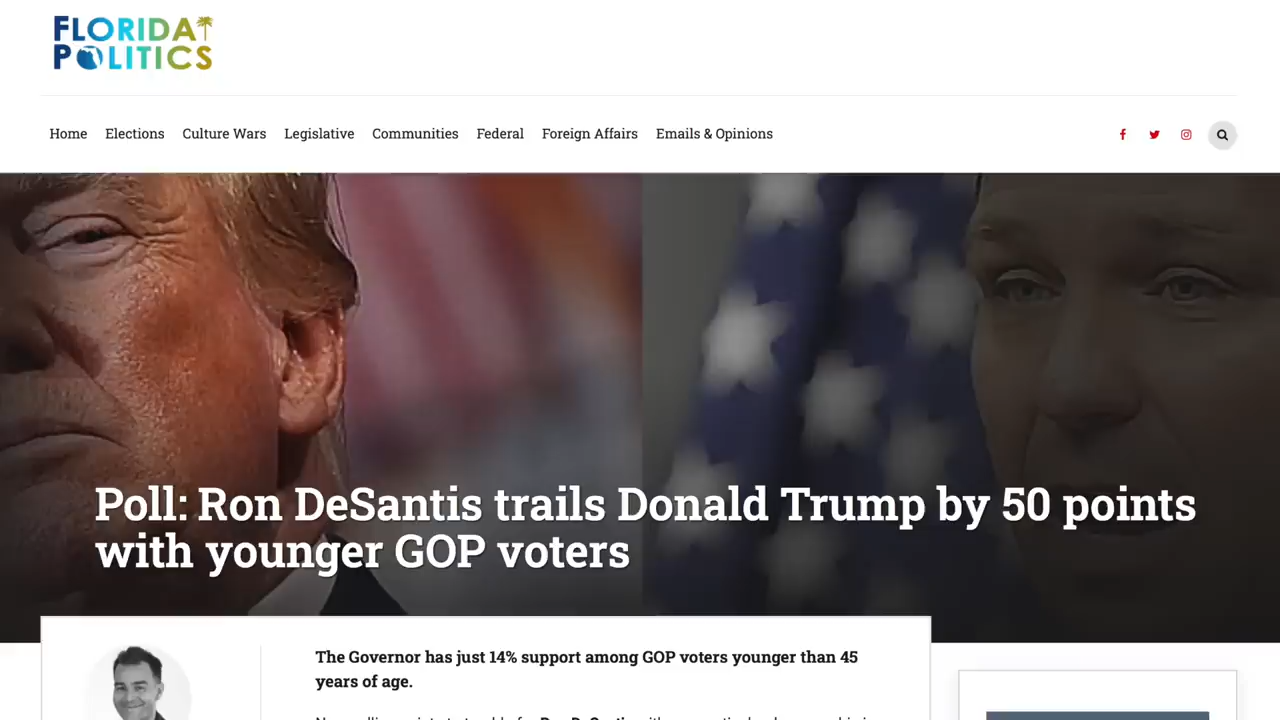 FLORIDA
POLITICS
Home Elections Culture Wars Legislative Communities Federal Foreign Affairs Emails & Opinions
Poll: Ron DeSantis trails Donald Trump by 50 points
with younger GOP voters
The Governor has just 14% support among GOP voters younger than 45
years of age.